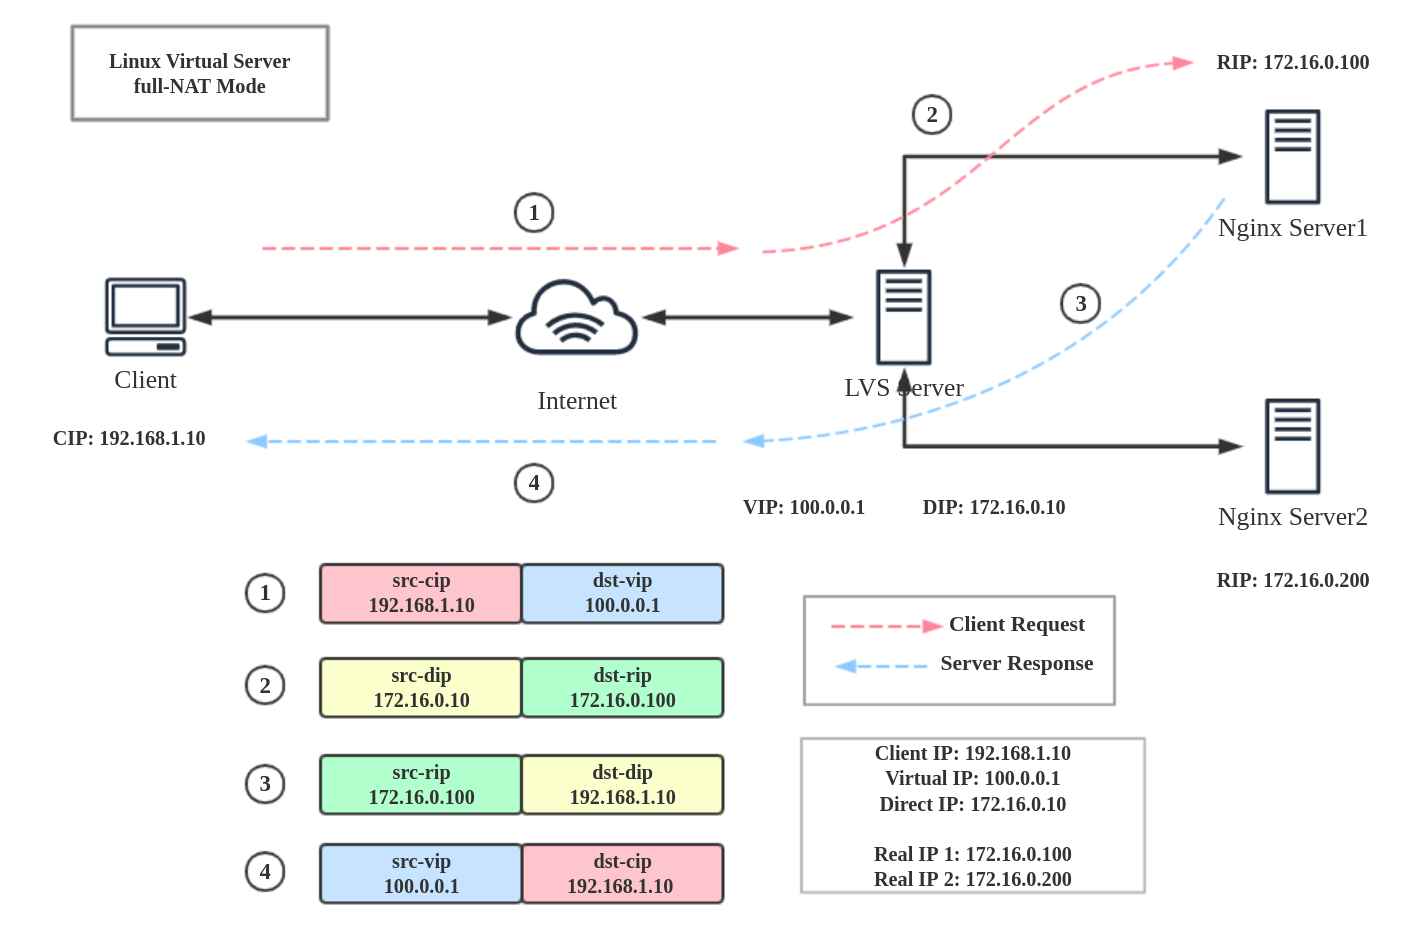 Linux Virtual Server
full-NAT Mode
RIP: 172.16.0.100
2
1
Nginx Server1
3
Client
Internet
LVS Server
CIP: 192.168.1.10
4
VIP: 100.0.0.1
DIP: 172.16.0.10
Nginx Server2
RIP: 172.16.0.200
1
src-cip
192.168.1.10
dst-vip
100.0.0.1
2
src-dip
172.16.0.10
dst-rip
172.16.0.100
3
src-rip
172.16.0.100
dst-dip
192.168.1.10
4
src-vip
100.0.0.1
dst-cip
192.168.1.10
Client Request
Server Response
Client IP: 192.168.1.10
Virtual IP: 100.0.0.1
Direct IP: 172.16.0.10
Real IP 1: 172.16.0.100
Real IP 2: 172.16.0.200